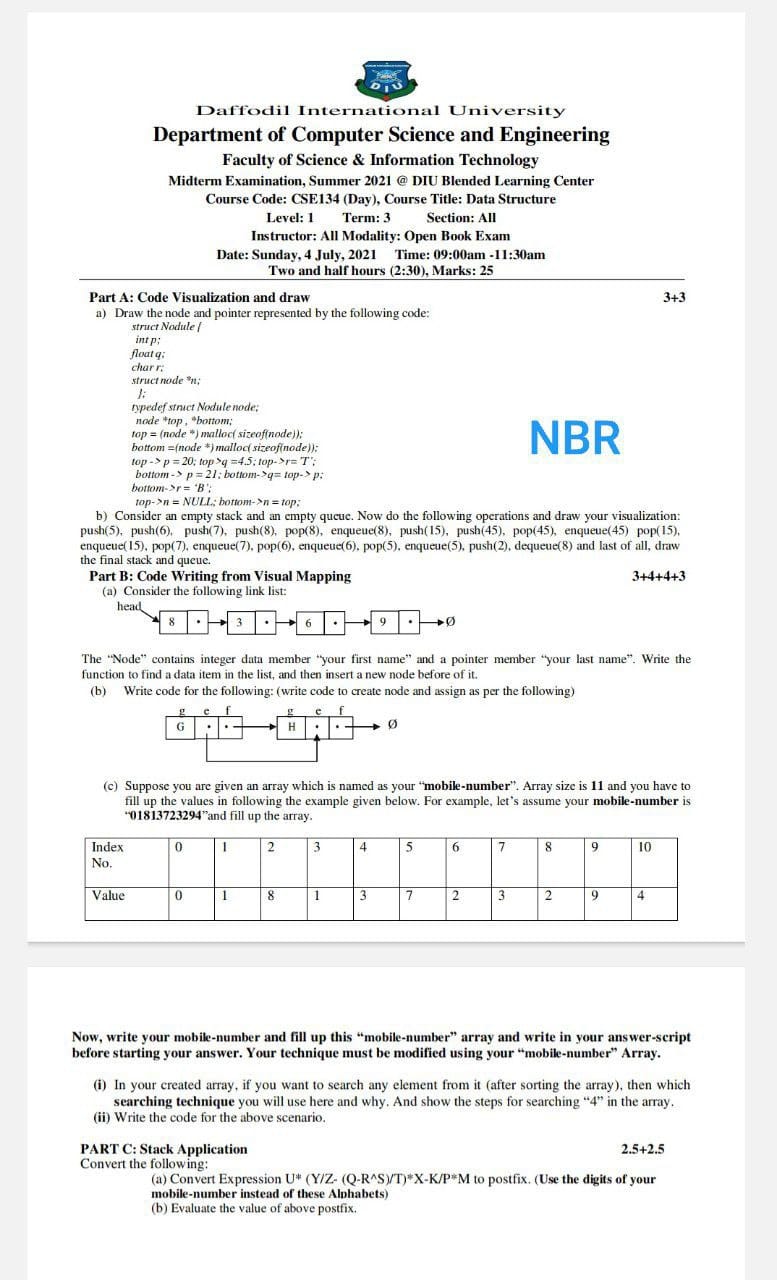 DIU
Daffodil International University
Department of Computer Science and Engineering
Faculty of Science & Information Technology
Midterm Examination, Summer 2021 @ DIU Blended Learning Center
Course Code: CSE134 (Day), Course Title: Data Structure
Level: 1 Term: 3 Section: All
Instructor: All Modality: Open Book Exam
Date: Sunday, 4 July, 2021 Time: 09:00am -11:30am
Two and half hours (2:30), Marks: 25
Part A: Code Visualization and draw 3+3
a) Draw the node and pointer represented by the following code:
struct Nodule {
int p;
float q;
char r;
struct node *n;
};
typedef struct Nodule node;
node *top , *bottom;
top = (node *) malloc( sizeof(node));
bottom =(node *) malloc( sizeof(node));
top -> p = 20; top>q =4.5; top->r= 'T';
bottom -> p = 21; bottom->q= top-> p;
bottom->r = 'B';
top->n = NULL; bottom->n = top;
NBR
b) Consider an empty stack and an empty queue. Now do the following operations and draw your visualization:
push(5), push(6), push(7), push(8), pop(8), enqueue(8), push(15), push(45), pop(45), enqueue(45) pop(15),
enqueue(15), pop(7), enqueue(7), pop(6), enqueue(6), pop(5), enqueue(5), push(2), dequeue(8) and last of all, draw
the final stack and queue.
Part B: Code Writing from Visual Mapping 3+4+4+3
(a) Consider the following link list:
head
8 • 3 • 6 • 9 • Ø
The “Node” contains integer data member “your first name” and a pointer member “your last name”. Write the
function to find a data item in the list, and then insert a new node before of it.
(b) Write code for the following: (write code to create node and assign as per the following)
g e f g e f
G • • H • • Ø
(c) Suppose you are given an array which is named as your “mobile-number”. Array size is 11 and you have to
fill up the values in following the example given below. For example, let’s assume your mobile-number is
“01813723294”and fill up the array.
Index 0 1 2 3 4 5 6 7 8 9 10
No.
Value 0 1 8 1 3 7 2 3 2 9 4
Now, write your mobile-number and fill up this “mobile-number” array and write in your answer-script
before starting your answer. Your technique must be modified using your “mobile-number” Array.
(i) In your created array, if you want to search any element from it (after sorting the array), then which
searching technique you will use here and why. And show the steps for searching “4” in the array.
(ii) Write the code for the above scenario.
PART C: Stack Application 2.5+2.5
Convert the following:
(a) Convert Expression U* (Y/Z- (Q-R^S)/T)*X-K/P*M to postfix. (Use the digits of your
mobile-number instead of these Alphabets)
(b) Evaluate the value of above postfix.